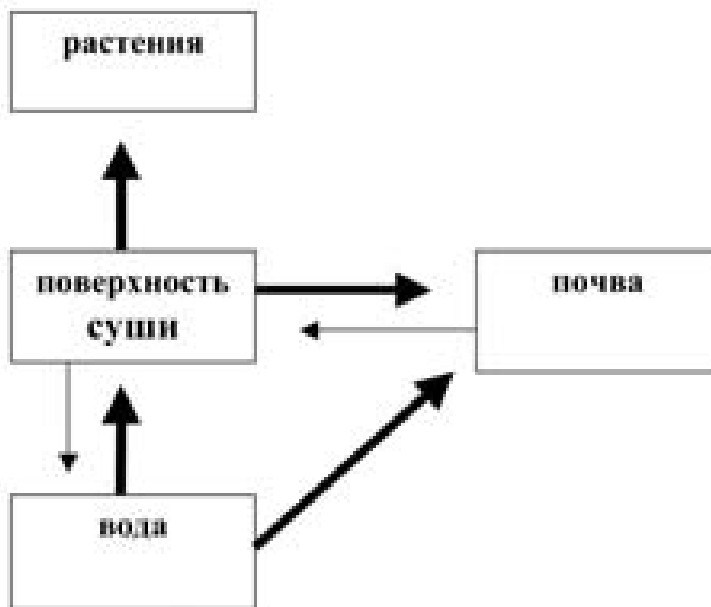 растения
поверхность
суши
почва
вода